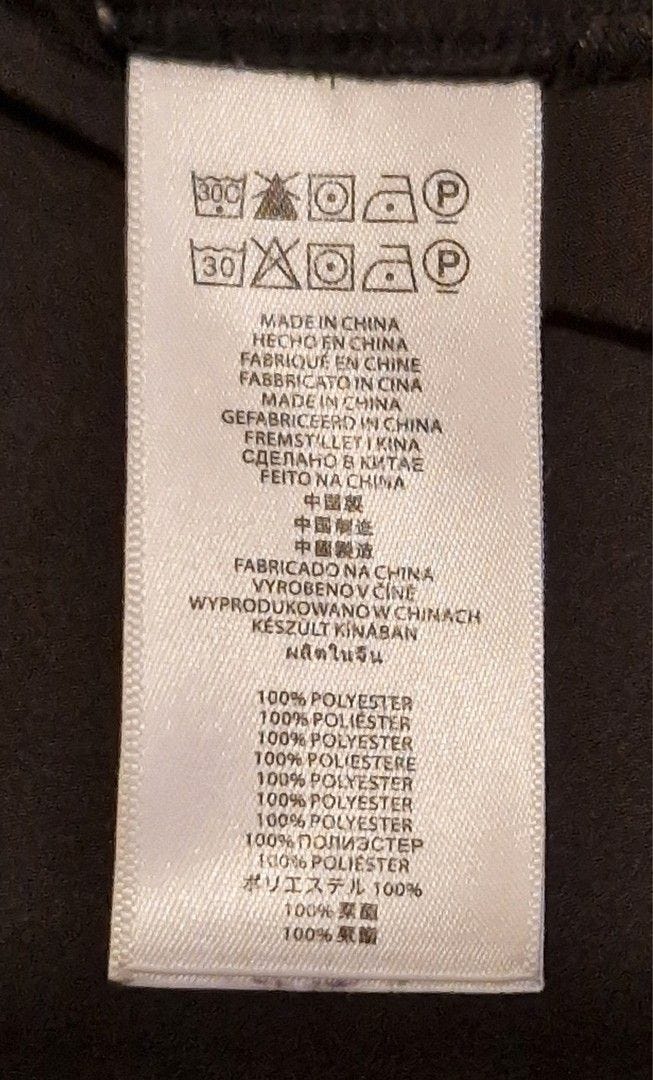 30C P
30 P
MADE IN CHINA
HECHO EN CHINA
FABRIQUÉ EN CHINE
FABBRICATO IN CINA
MADE IN CHINA
GEFABRICEERD IN CHINA
FREMSTILLET I KINA
СДЕЛАНО В КИТАЕ
FEITO NA CHINA
中国製
中国制造
中國製造
FABRICADO NA CHINA
VYROBENO V ČÍNĚ
WYPRODUKOWANO W CHINACH
KÉSZÜLT KÍNÁBAN
ผลิตในจีน
100% POLYESTER
100% POLIÉSTER
100% POLYESTER
100% POLIESTERE
100% POLYESTER
100% POLYESTER
100% POLYESTER
100% ПОЛИЭСТЕР
100% POLIÉSTER
ポリエステル 100%
100% 聚酯
100% 聚酯